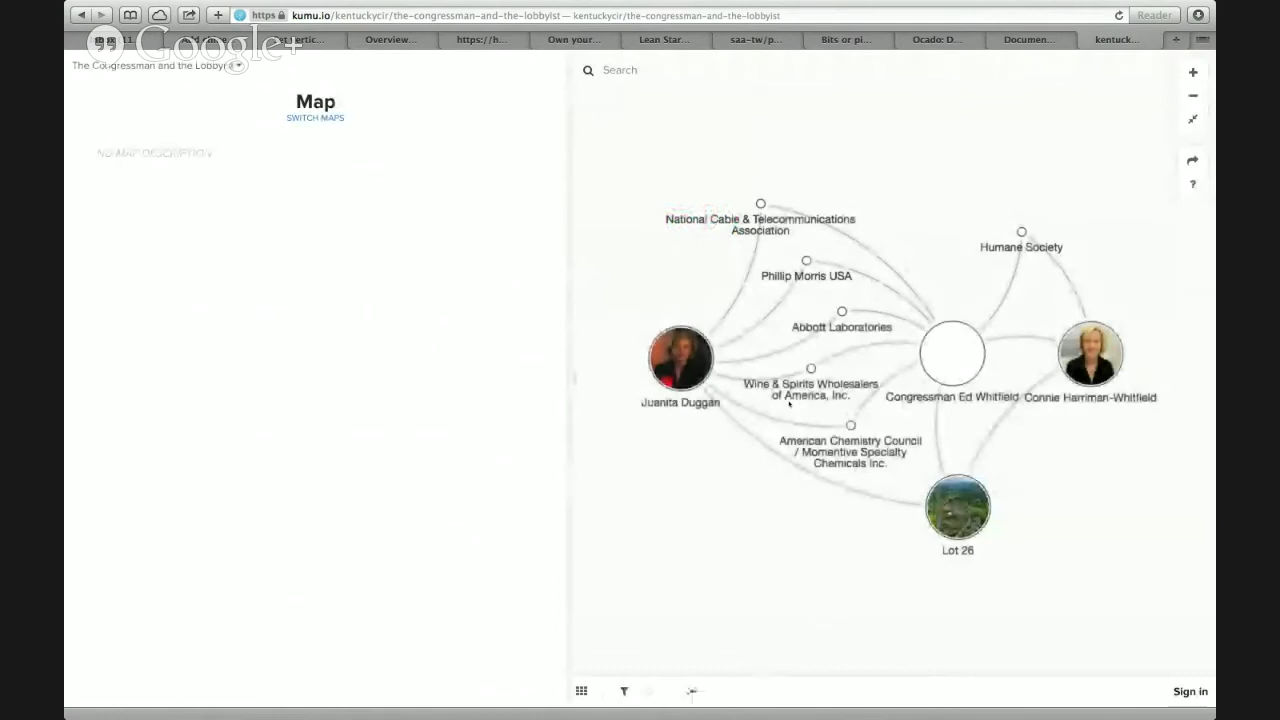 https kumu.io/kentuckycir/the-congressman-and-the-lobbyist — kentuckycir/the-congressman-and-the-lobbyist
Reader
Google+
Overview...
https://h...
Own your...
Lean Star...
saa-tw/p...
Bits or pi...
Ocado: D...
Documen...
kentuck...
The Congressman and the Lobbyist
Search
Map
SWITCH MAPS
NO MAP DESCRIPTION
National Cable & Telecommunications
Association
Humane Society
Phillip Morris USA
Abbott Laboratories
Wine & Spirits Wholesalers
of America, Inc.
Juanita Duggan
Congressman Ed Whitfield
Connie Harriman-Whitfield
American Chemistry Council
/ Momentive Specialty
Chemicals Inc.
Lot 26
Sign in